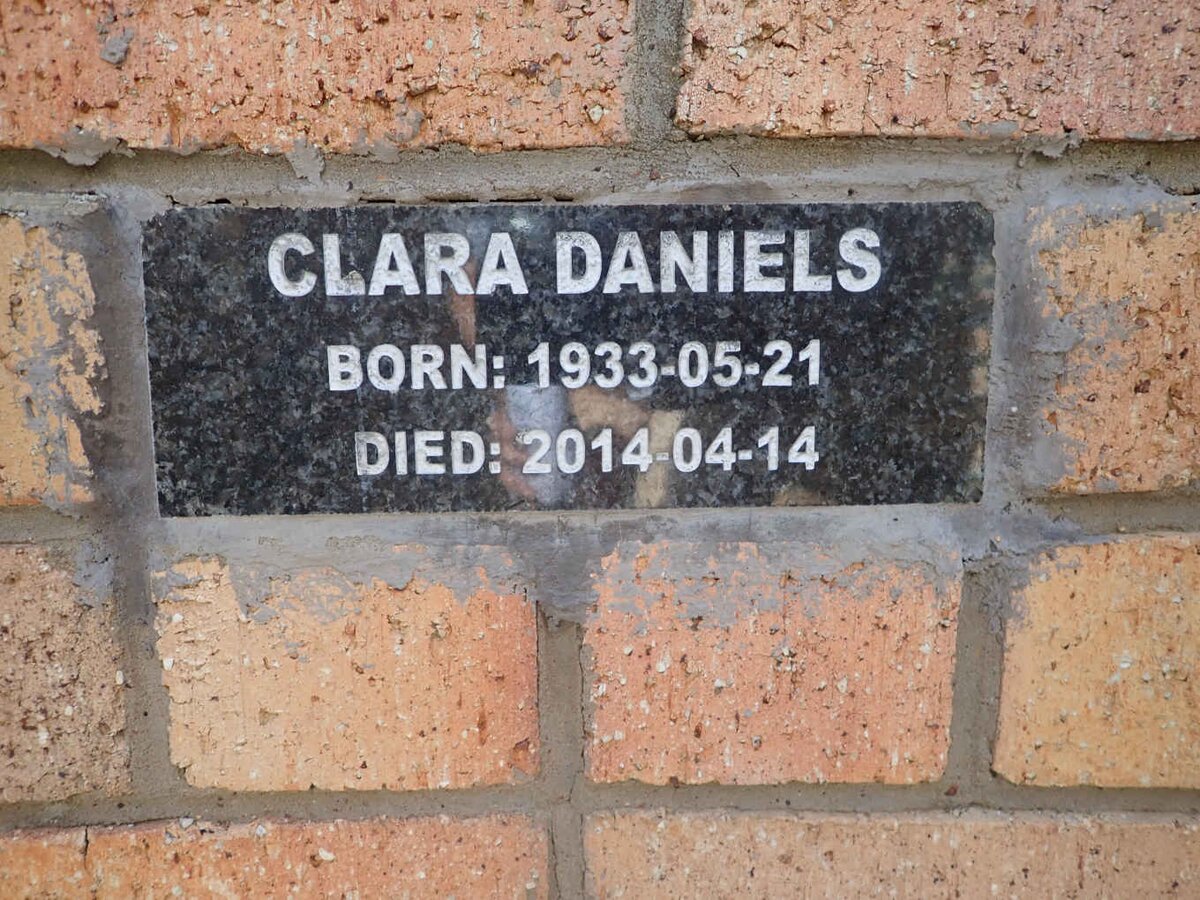 CLARA DANIELS
BORN: 1933-05-21
DIED: 2014-04-14